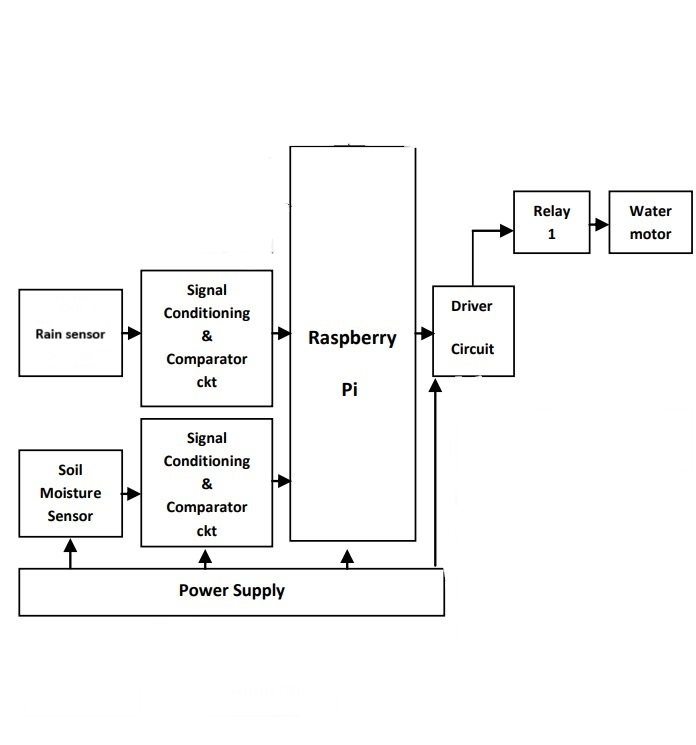 Relay
1
Water
motor
Signal
Conditioning
&
Comparator
ckt
Driver
Circuit
Rain sensor
Raspberry
Pi
Signal
Conditioning
&
Comparator
ckt
Soil
Moisture
Sensor
Power Supply